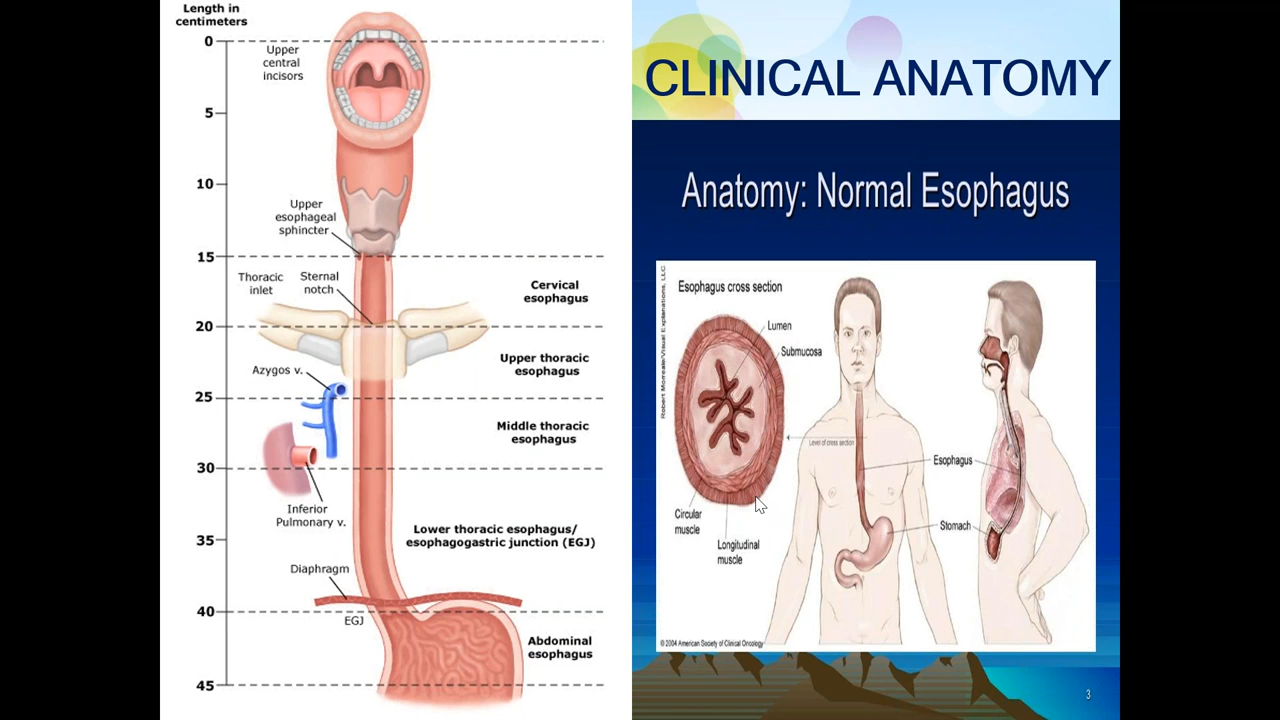 Length in
centimeters
0
Upper
central
incisors
5
10
Upper
esophageal
sphincter
15
Thoracic
inlet
Sternal
notch
Cervical
esophagus
20
Upper thoracic
esophagus
Azygos v.
25
Middle thoracic
esophagus
30
Inferior
Pulmonary v.
Lower thoracic esophagus/
esophagogastric junction (EGJ)
35
Diaphragm
40
EGJ
Abdominal
esophagus
45
CLINICAL ANATOMY
Anatomy: Normal Esophagus
Robert Morreale/Visual Explanations, LLC
Esophagus cross section
Lumen
Submucosa
Level of cross section
Esophagus
Circular
muscle
Stomach
Longitudinal
muscle
© 2004 American Society of Clinical Oncology
3